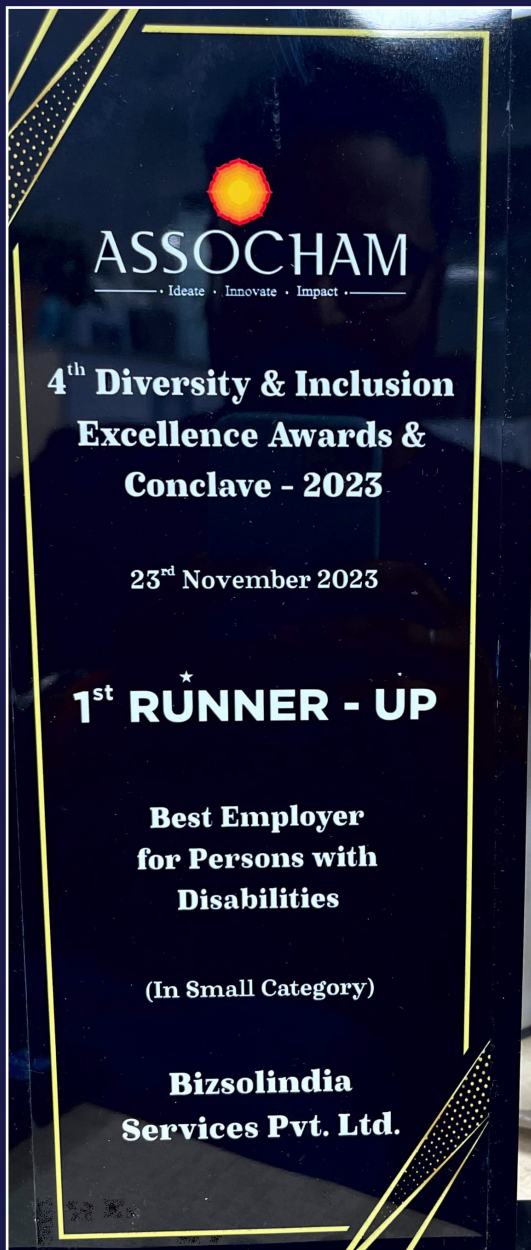 ASSOCHAM
· Ideate · Innovate · Impact ·
4th Diversity & Inclusion
Excellence Awards &
Conclave - 2023
23rd November 2023
1st RUNNER - UP
Best Employer
for Persons with
Disabilities
(In Small Category)
Bizsolindia
Services Pvt. Ltd.